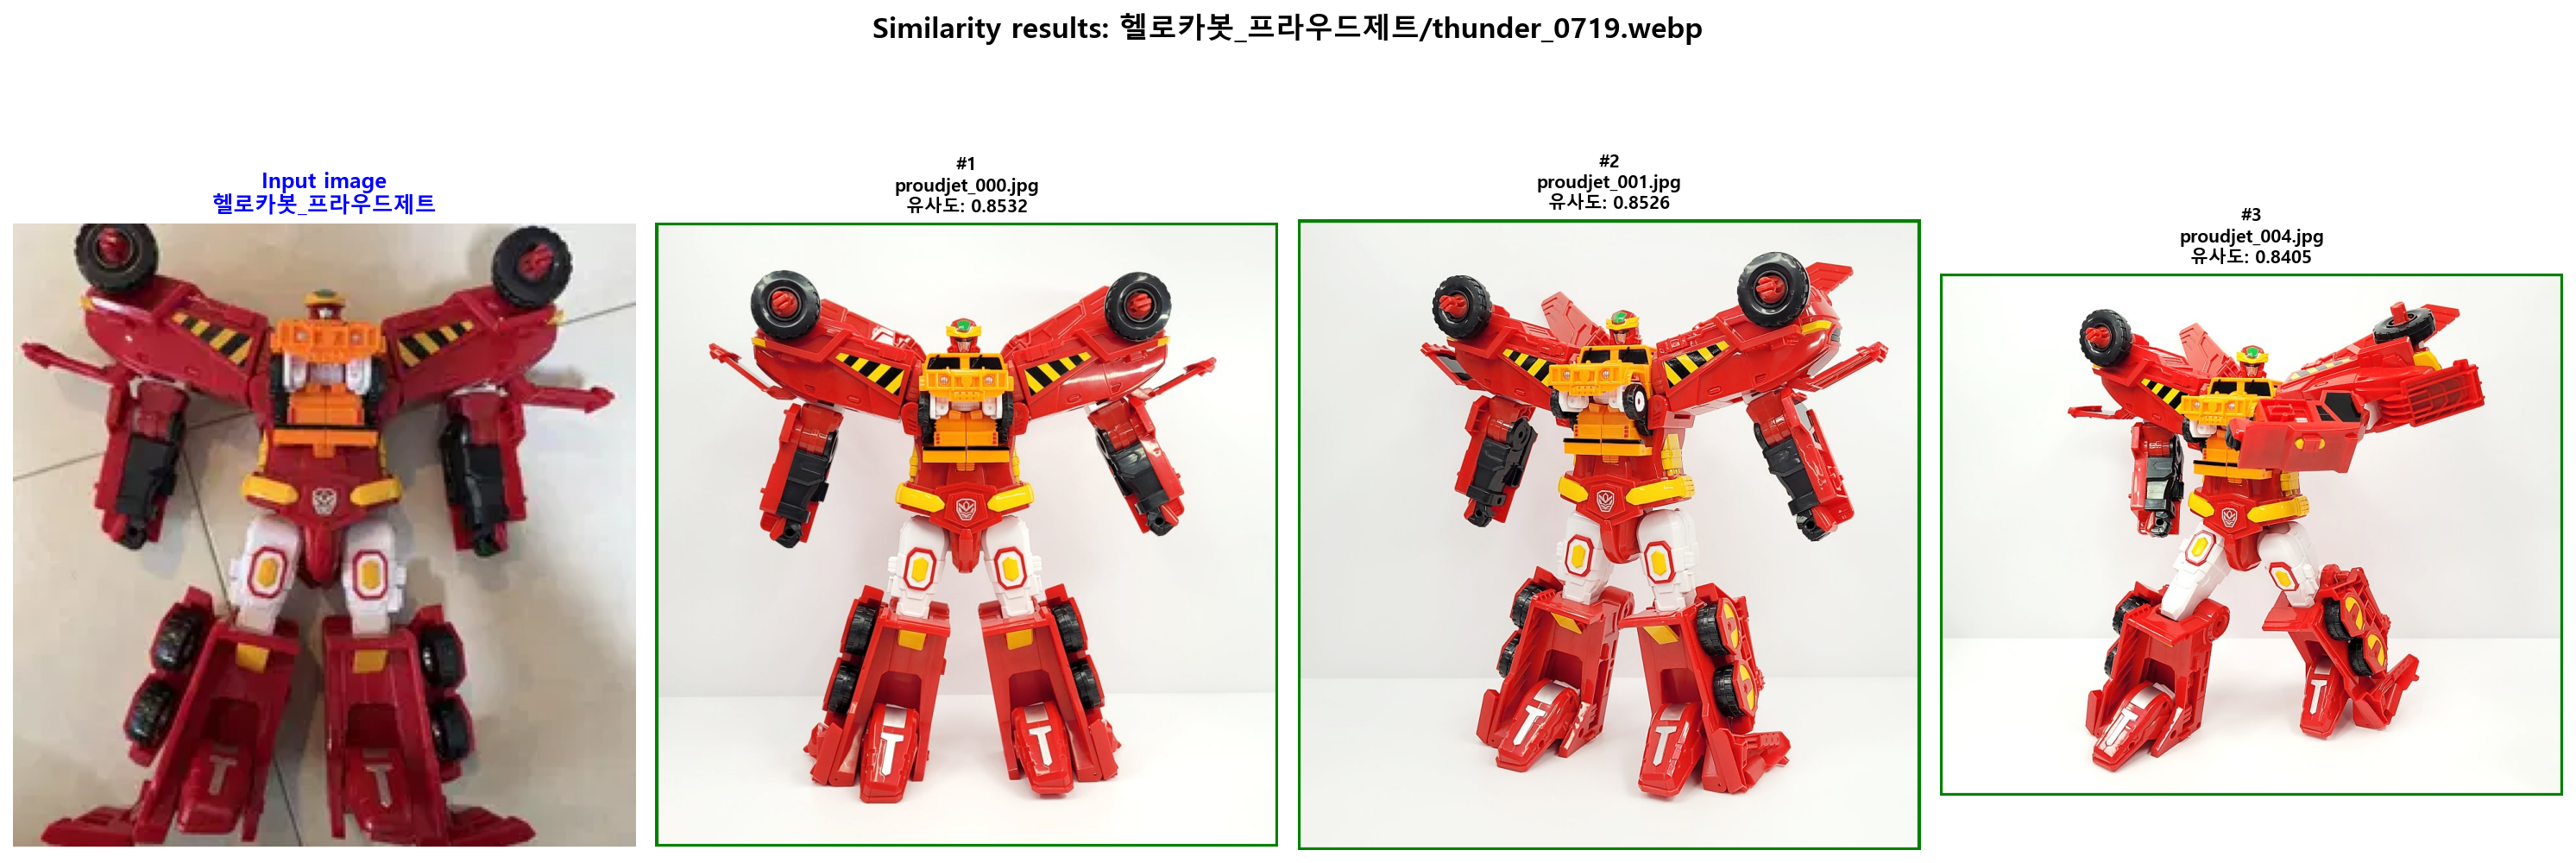 Similarity results: 헬로카봇_프라우드제트/thunder_0719.webp
Input image
헬로카봇_프라우드제트
#1
proudjet_000.jpg
유사도: 0.8532
#2
proudjet_001.jpg
유사도: 0.8526
#3
proudjet_004.jpg
유사도: 0.8405
T
T
T
T
T
T
T
T